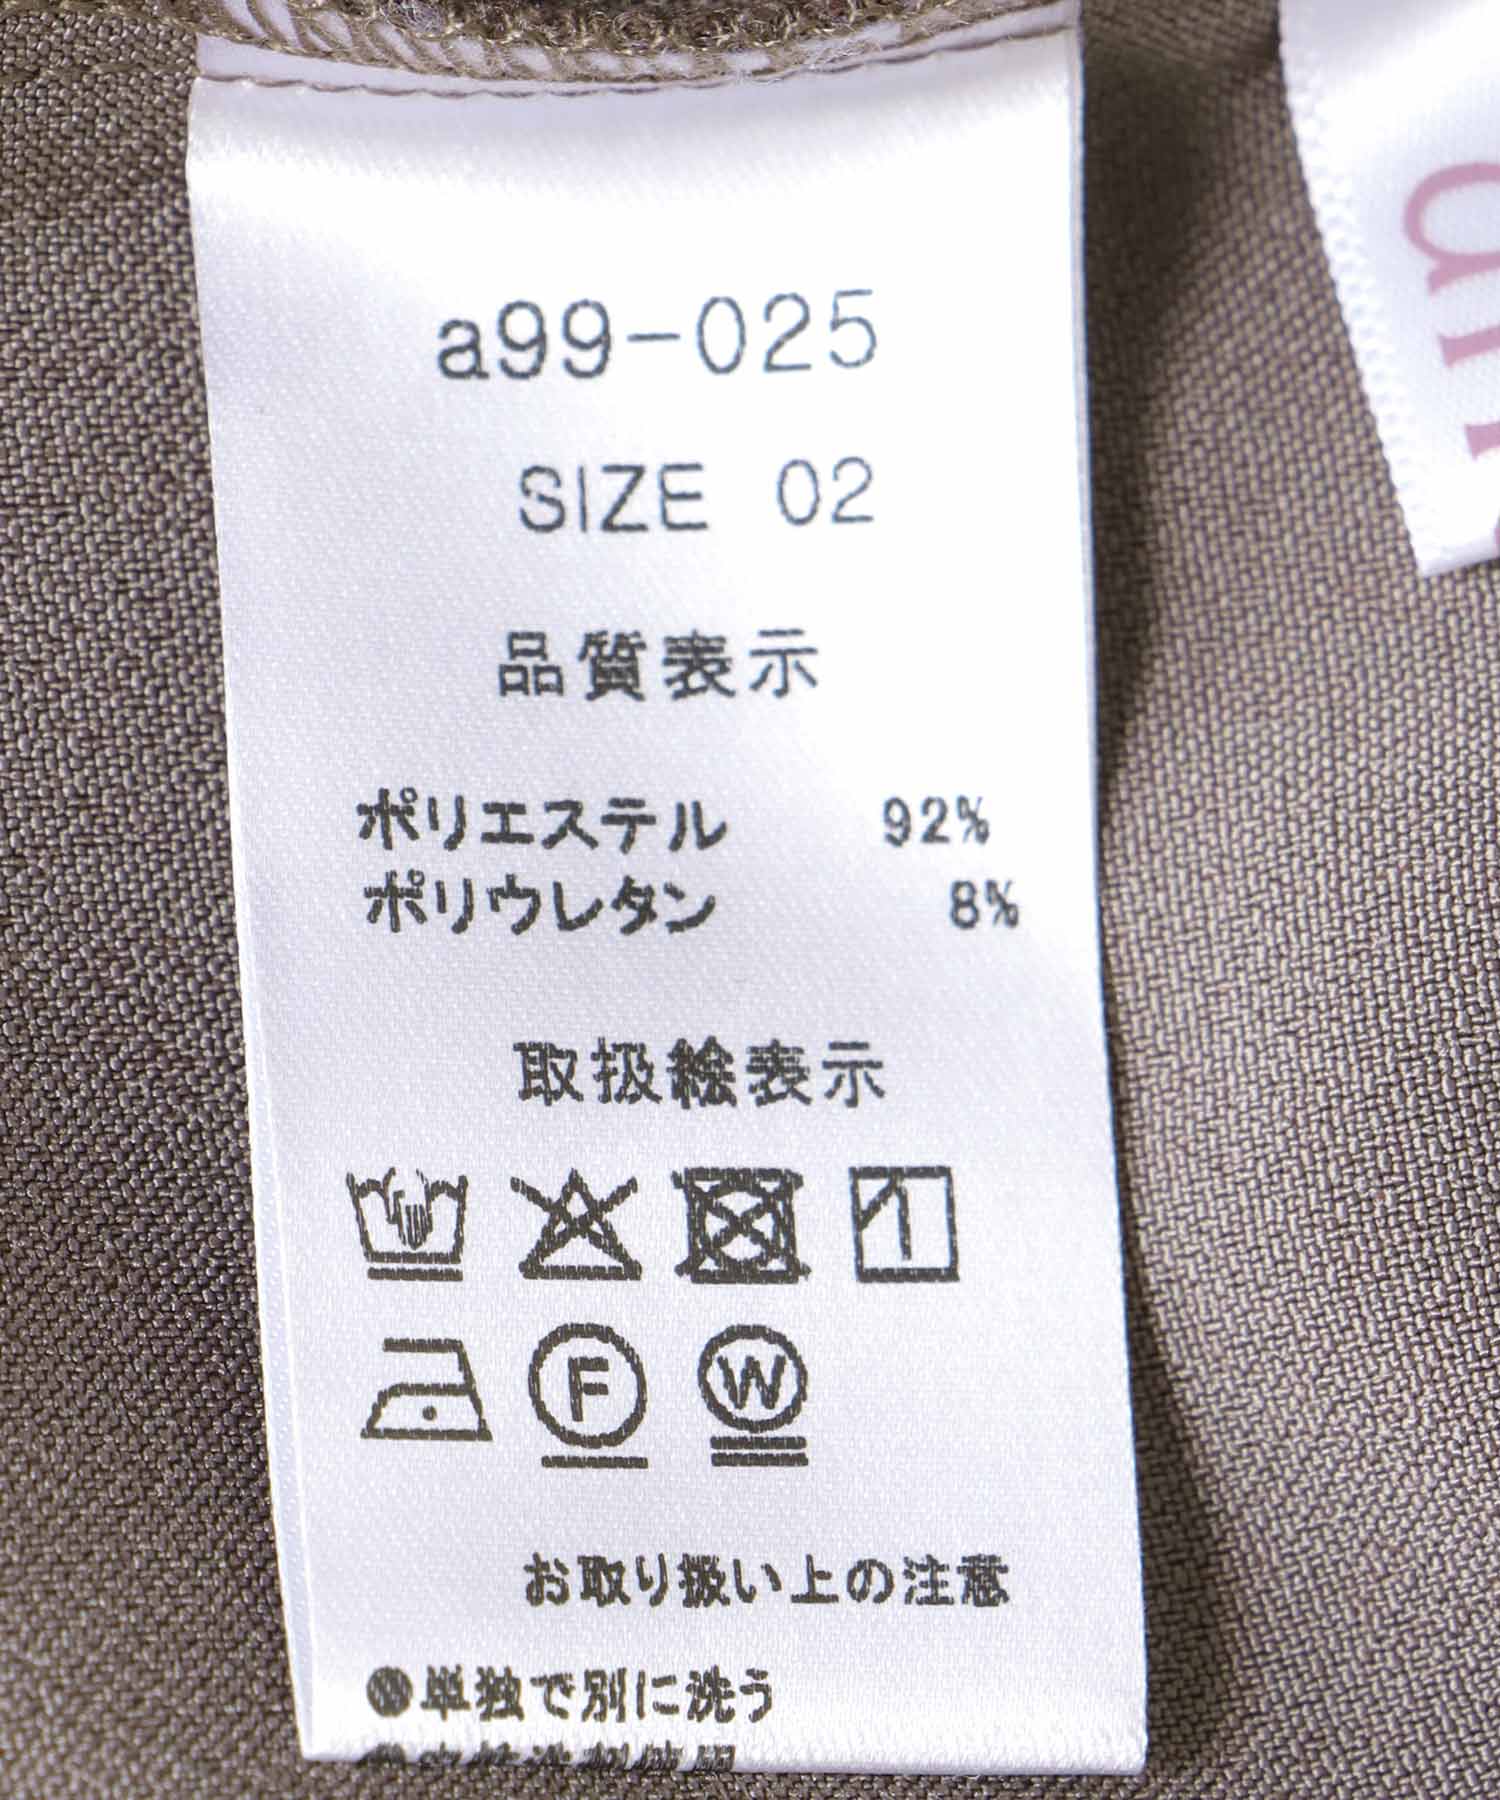 a99-025
SIZE 02
品質表示
ポリエステル 92%
ポリウレタン 8%
取扱絵表示
F W
お取り扱い上の注意
●単独で別に洗う